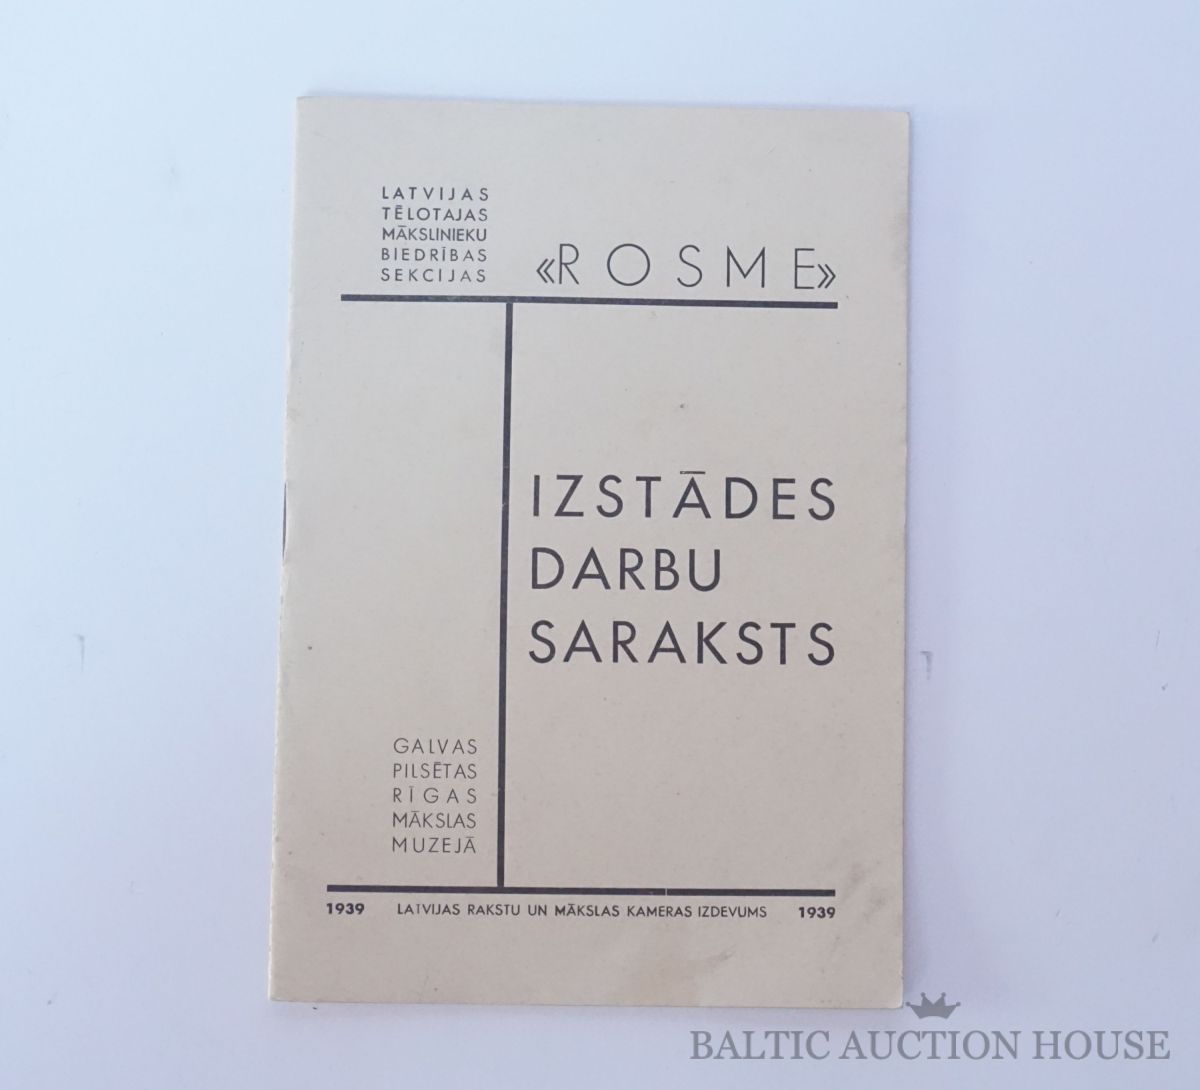 LATVIJAS
TĒLOTAJAS
MĀKSLINIEKU
BIEDRĪBAS
SEKCIJAS
«ROSME»
IZSTĀDES
DARBU
SARAKSTS
GALVAS
PILSĒTAS
RĪGAS
MĀKSLAS
MUZEJĀ
1939 LATVIJAS RAKSTU UN MĀKSLAS KAMERAS IZDEVUMS 1939
BALTIC AUCTION HOUSE